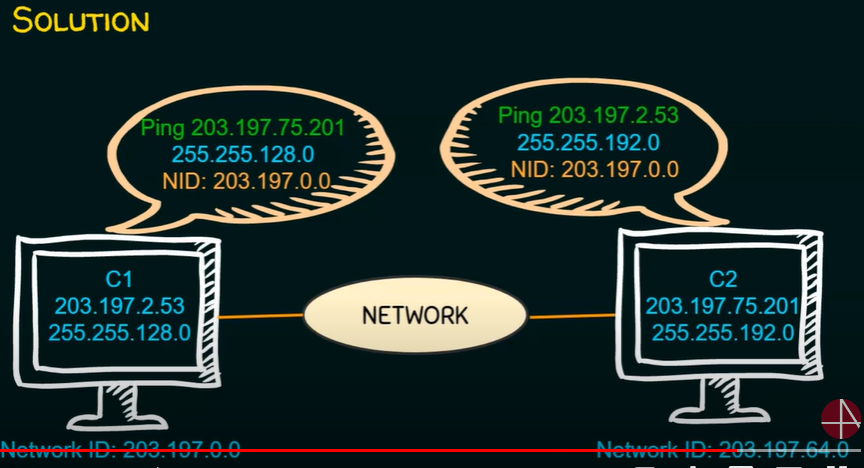 SOLUTION
Ping 203.197.75.201
255.255.128.0
NID: 203.197.0.0
Ping 203.197.2.53
255.255.192.0
NID: 203.197.0.0
C1
203.197.2.53
255.255.128.0
NETWORK
C2
203.197.75.201
255.255.192.0
Network ID: 203.197.0.0
Network ID: 203.197.64.0